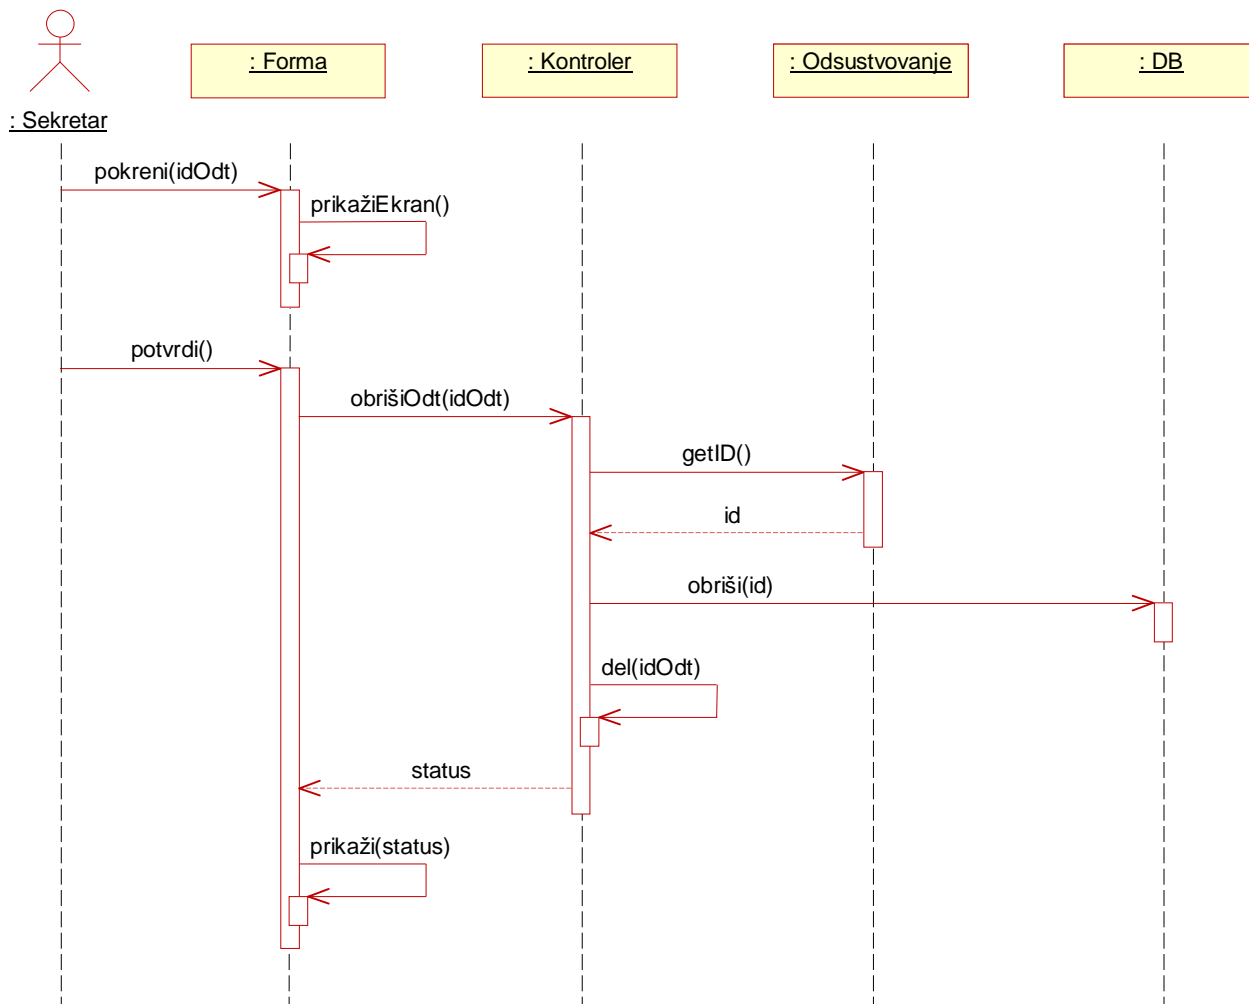 : Forma
: Kontroler
: Odsustvovanje
: DB
: Sekretar
pokreni(idOdt)
prikažiEkran()
potvrdi()
obrišiOdt(idOdt)
getID()
id
obriši(id)
del(idOdt)
status
prikaži(status)